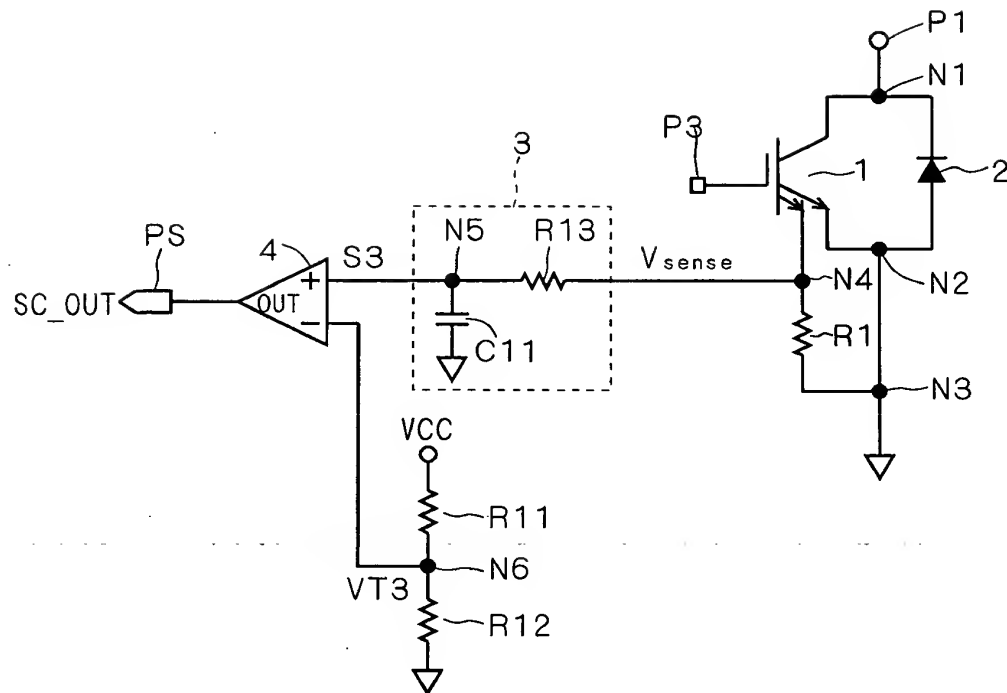 P1
N1
P3
3
1
2
PS
4
N5
R13
S3
Vsense
N4
N2
SC_OUT
OUT
+
−
C11
R1
N3
VCC
R11
VT3
N6
R12